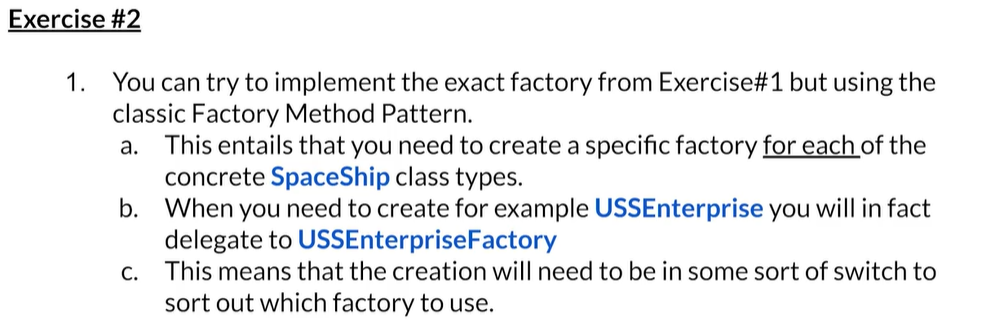 Exercise #2
1. You can try to implement the exact factory from Exercise#1 but using the
classic Factory Method Pattern.
a. This entails that you need to create a specific factory for each of the
concrete SpaceShip class types.
b. When you need to create for example USSEnterprise you will in fact
delegate to USSEnterpriseFactory
c. This means that the creation will need to be in some sort of switch to
sort out which factory to use.